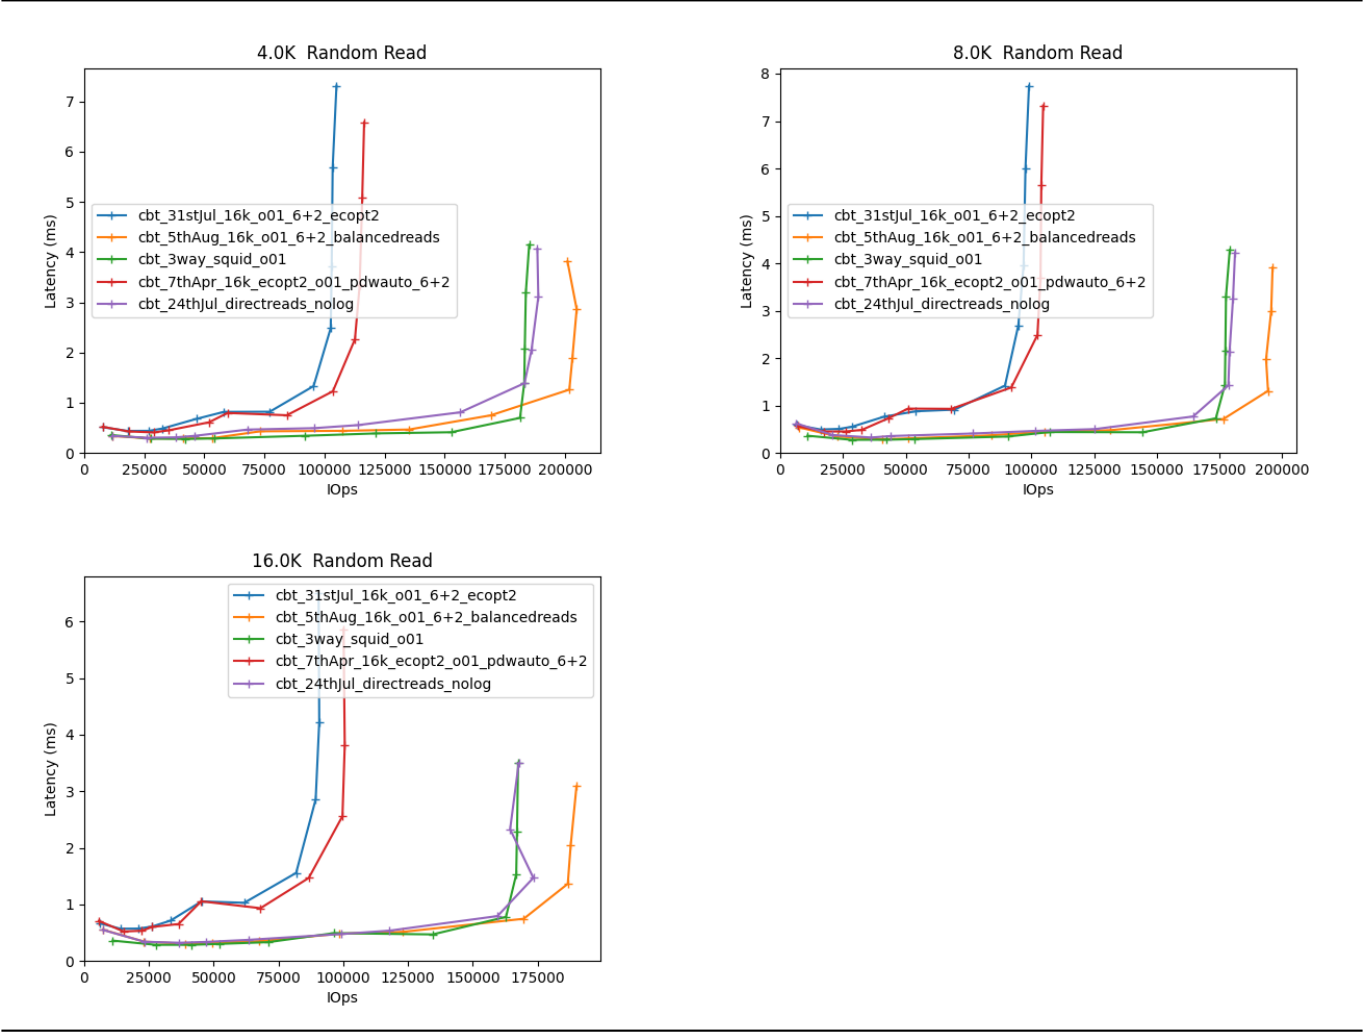 4.0K  Random Read
7
6
5
4
3
2
1
0
Latency (ms)
cbt_31stJul_16k_o01_6+2_ecopt2
cbt_5thAug_16k_o01_6+2_balancedreads
cbt_3way_squid_o01
cbt_7thApr_16k_ecopt2_o01_pdwauto_6+2
cbt_24thJul_directreads_nolog
0 25000 50000 75000 100000 125000 150000 175000 200000
IOps
8.0K  Random Read
8
7
6
5
4
3
2
1
0
Latency (ms)
cbt_31stJul_16k_o01_6+2_ecopt2
cbt_5thAug_16k_o01_6+2_balancedreads
cbt_3way_squid_o01
cbt_7thApr_16k_ecopt2_o01_pdwauto_6+2
cbt_24thJul_directreads_nolog
0 25000 50000 75000 100000 125000 150000 175000 200000
IOps
16.0K  Random Read
6
5
4
3
2
1
0
Latency (ms)
cbt_31stJul_16k_o01_6+2_ecopt2
cbt_5thAug_16k_o01_6+2_balancedreads
cbt_3way_squid_o01
cbt_7thApr_16k_ecopt2_o01_pdwauto_6+2
cbt_24thJul_directreads_nolog
0 25000 50000 75000 100000 125000 150000 175000
IOps